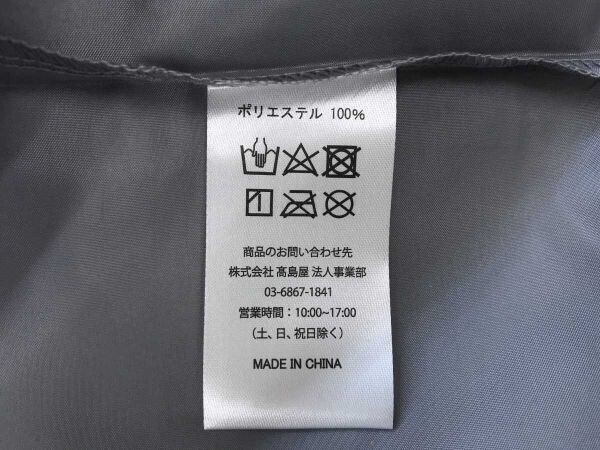 ポリエステル 100%
商品のお問い合わせ先
株式会社 髙島屋 法人事業部
03-6867-1841
営業時間：10:00~17:00
（土、日、祝日除く）
MADE IN CHINA